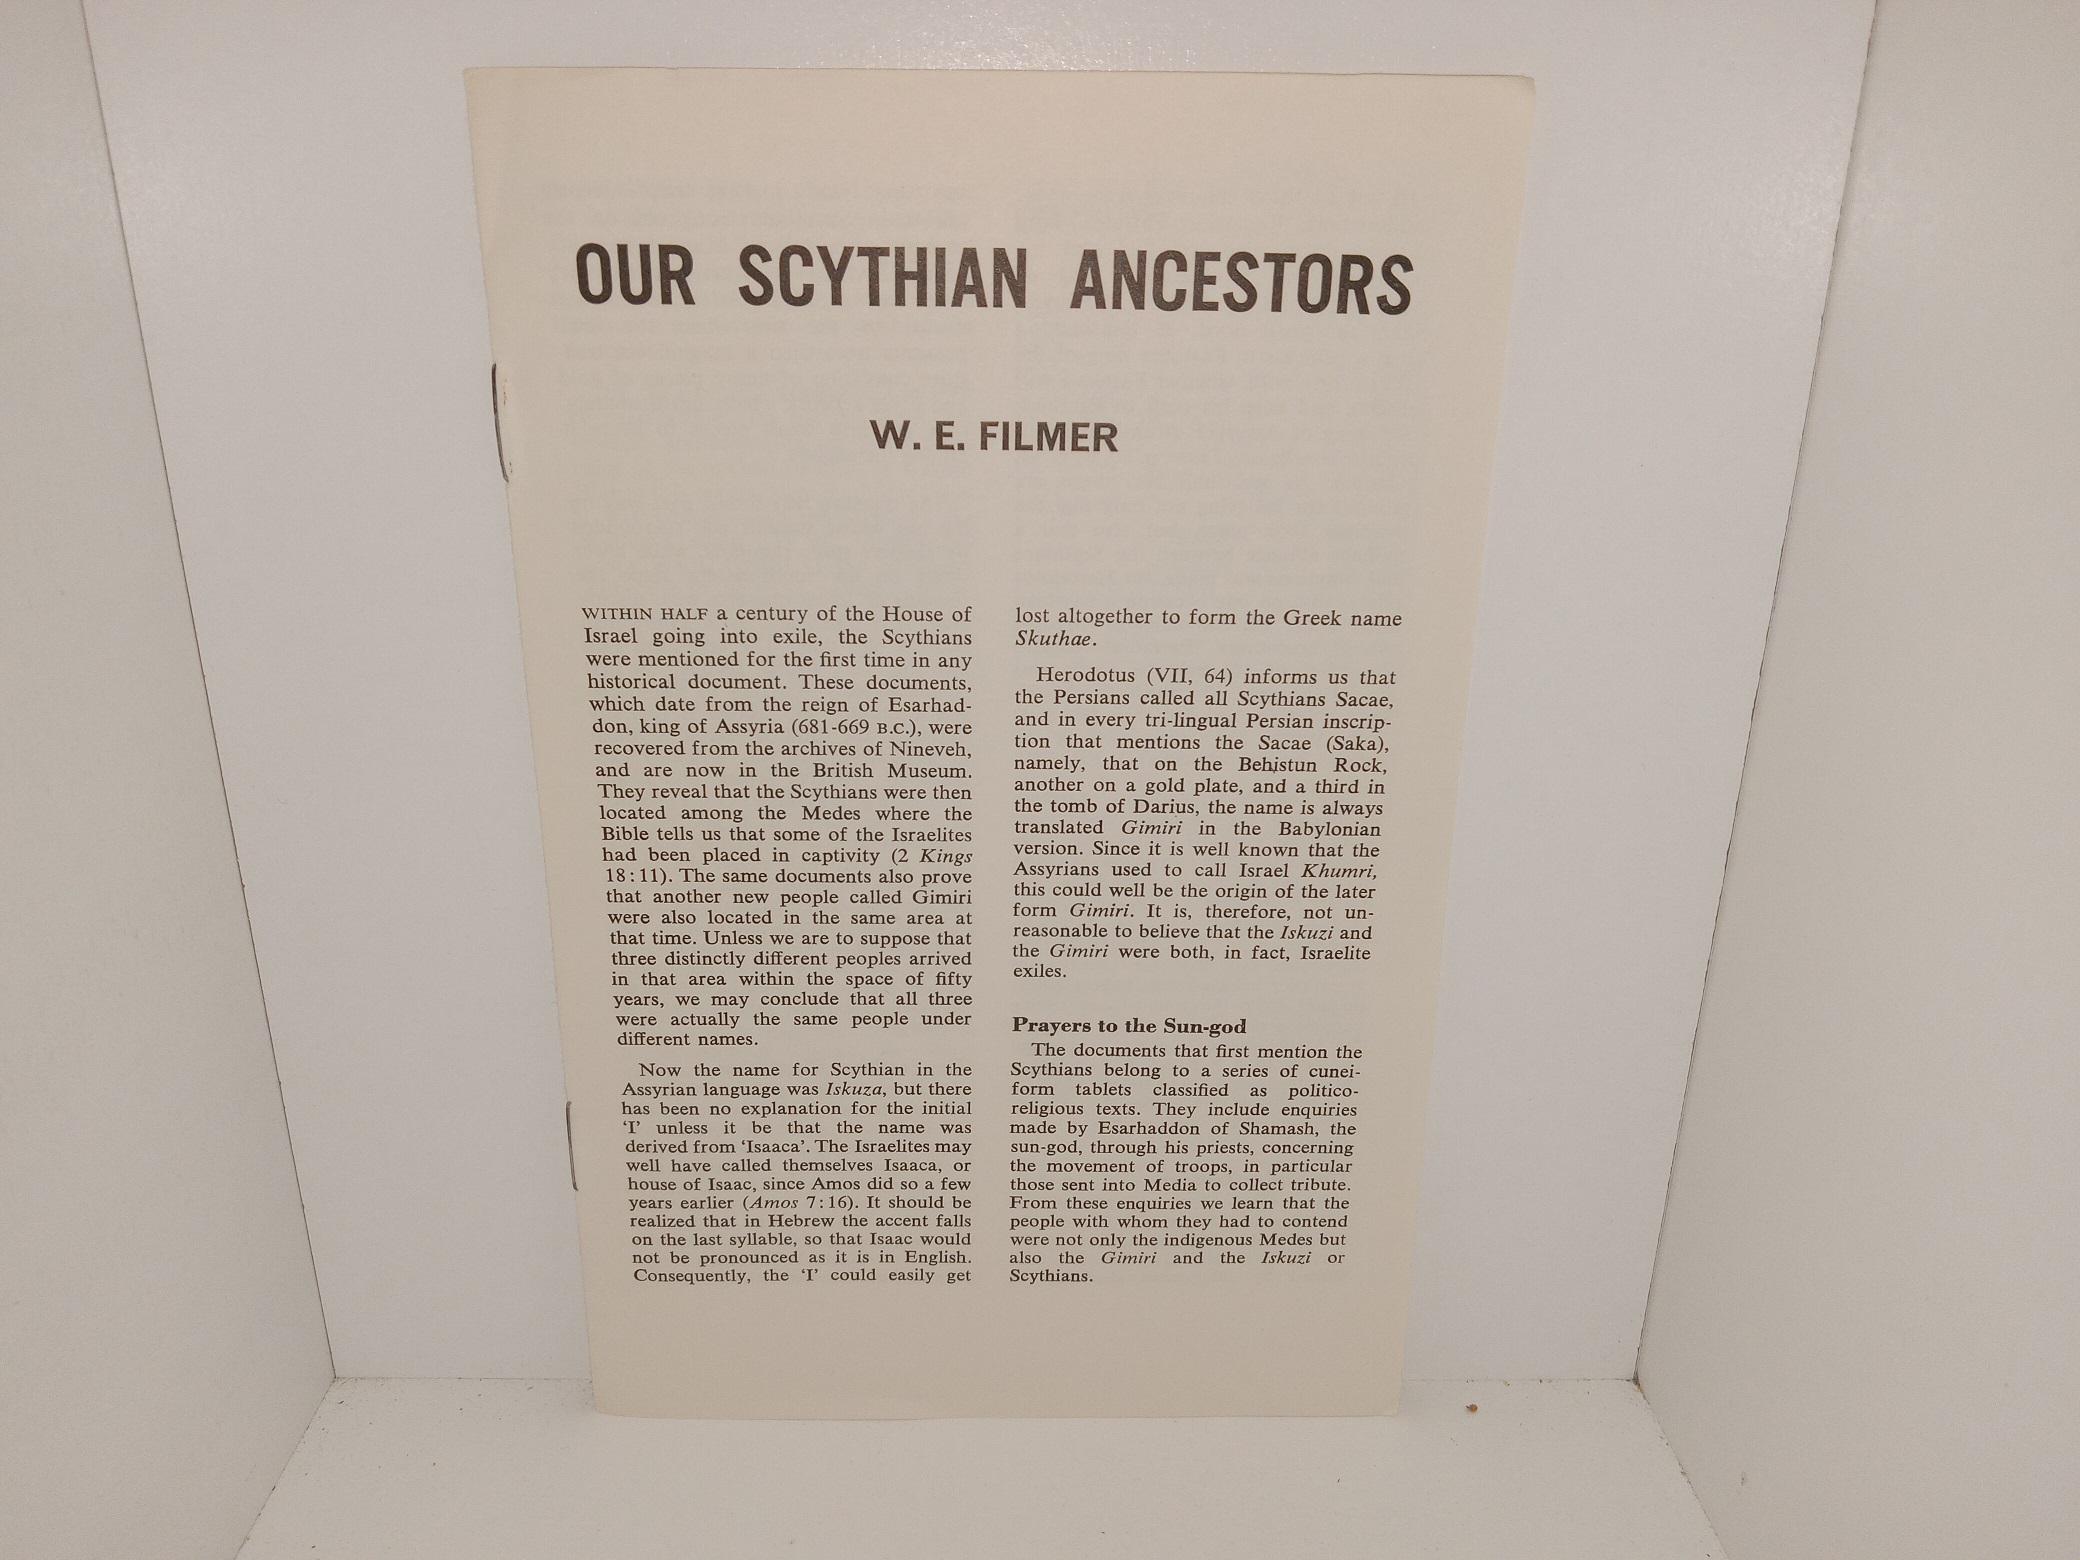 OUR SCYTHIAN ANCESTORS
W. E. FILMER
WITHIN HALF a century of the House of
Israel going into exile, the Scythians
were mentioned for the first time in any
historical document. These documents,
which date from the reign of Esarhad-
don, king of Assyria (681-669 B.C.), were
recovered from the archives of Nineveh,
and are now in the British Museum.
They reveal that the Scythians were then
located among the Medes where the
Bible tells us that some of the Israelites
had been placed in captivity (2 Kings
18:11). The same documents also prove
that another new people called Gimiri
were also located in the same area at
that time. Unless we are to suppose that
three distinctly different peoples arrived
in that area within the space of fifty
years, we may conclude that all three
were actually the same people under
different names.
Now the name for Scythian in the
Assyrian language was Iskuza, but there
has been no explanation for the initial
‘I’ unless it be that the name was
derived from ‘Isaaca’. The Israelites may
well have called themselves Isaaca, or
house of Isaac, since Amos did so a few
years earlier (Amos 7:16). It should be
realized that in Hebrew the accent falls
on the last syllable, so that Isaac would
not be pronounced as it is in English.
Consequently, the ‘I’ could easily get
lost altogether to form the Greek name
Skuthae.
Herodotus (VII, 64) informs us that
the Persians called all Scythians Sacae,
and in every tri-lingual Persian inscrip-
tion that mentions the Sacae (Saka),
namely, that on the Behistun Rock,
another on a gold plate, and a third in
the tomb of Darius, the name is always
translated Gimiri in the Babylonian
version. Since it is well known that the
Assyrians used to call Israel Khumri,
this could well be the origin of the later
form Gimiri. It is, therefore, not un-
reasonable to believe that the Iskuzi and
the Gimiri were both, in fact, Israelite
exiles.
Prayers to the Sun-god
The documents that first mention the
Scythians belong to a series of cunei-
form tablets classified as politico-
religious texts. They include enquiries
made by Esarhaddon of Shamash, the
sun-god, through his priests, concerning
the movement of troops, in particular
those sent into Media to collect tribute.
From these enquiries we learn that the
people with whom they had to contend
were not only the indigenous Medes but
also the Gimiri and the Iskuzi or
Scythians.